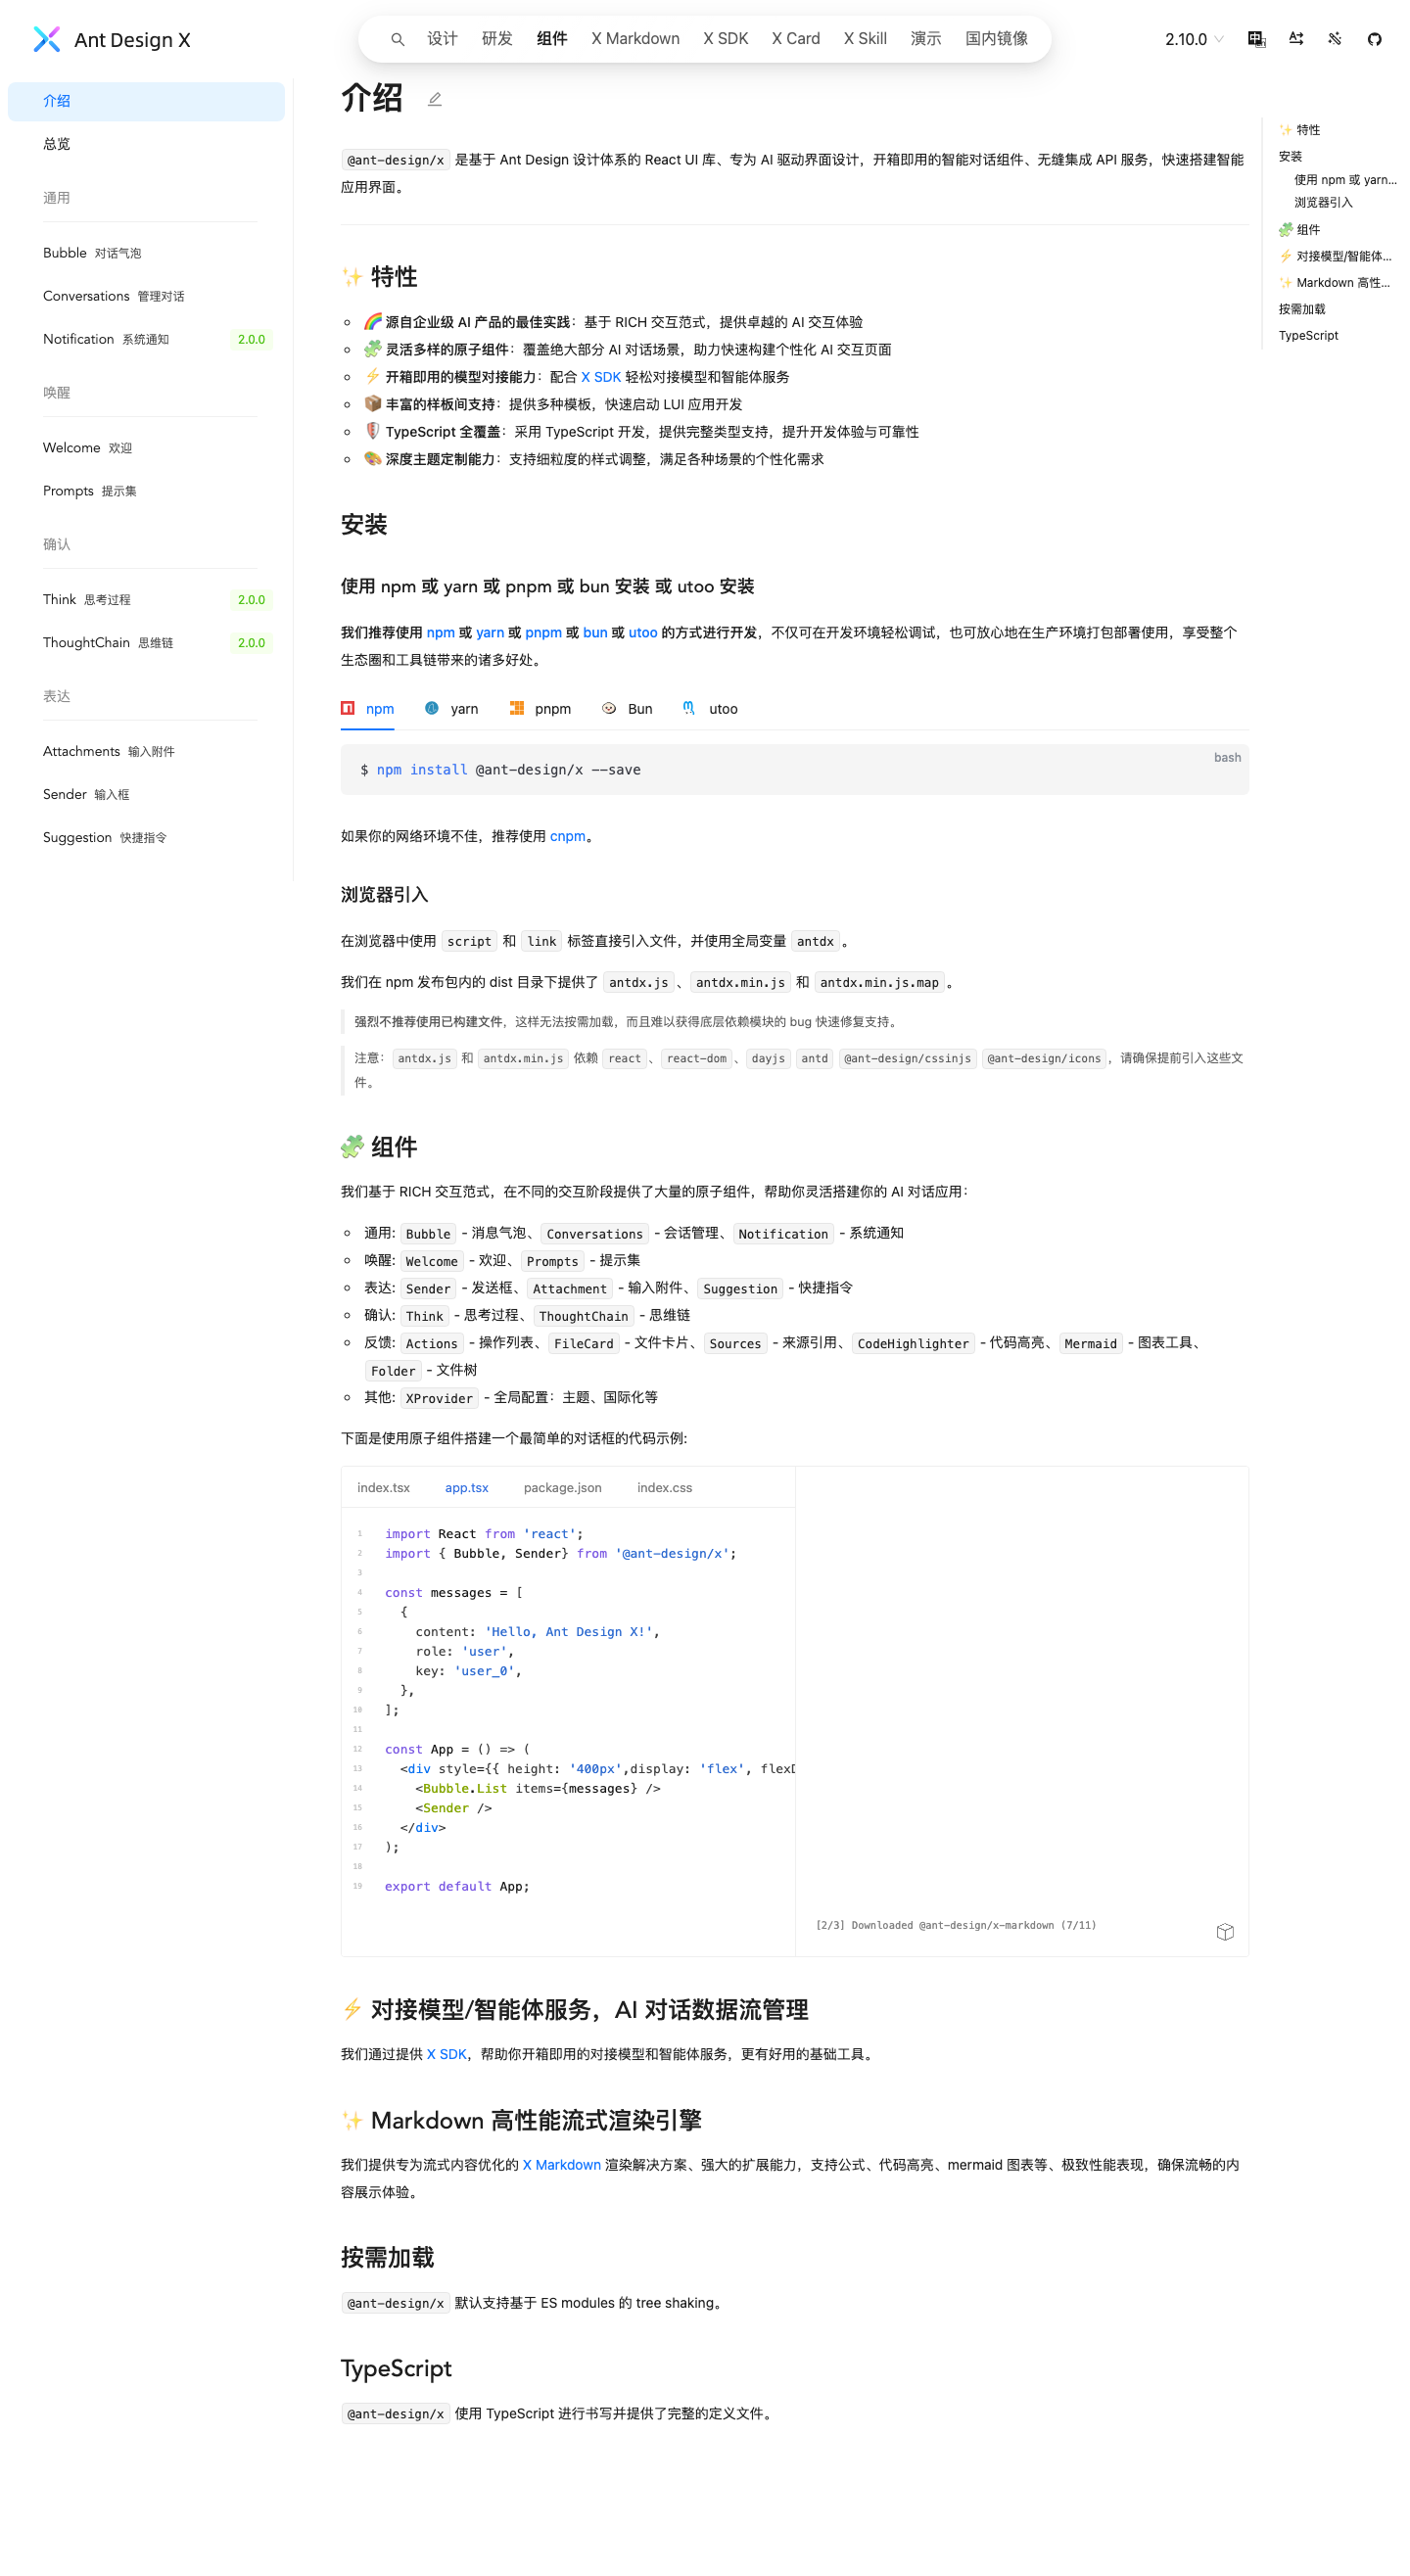 Ant Design X
设计 研发 组件 X Markdown X SDK X Card X Skill 演示 国内镜像
2.10.0
介绍
总览
通用
Bubble 对话气泡
Conversations 管理对话
Notification 系统通知 2.0.0
唤醒
Welcome 欢迎
Prompts 提示集
确认
Think 思考过程 2.0.0
ThoughtChain 思维链 2.0.0
表达
Attachments 输入附件
Sender 输入框
Suggestion 快捷指令
介绍
@ant-design/x 是基于 Ant Design 设计体系的 React UI 库、专为 AI 驱动界面设计，开箱即用的智能对话组件、无缝集成 API 服务，快速搭建智能
应用界面。
✨ 特性
🌈 源自企业级 AI 产品的最佳实践：基于 RICH 交互范式，提供卓越的 AI 交互体验
🧩 灵活多样的原子组件：覆盖绝大部分 AI 对话场景，助力快速构建个性化 AI 交互页面
⚡ 开箱即用的模型对接能力：配合 X SDK 轻松对接模型和智能体服务
📦 丰富的样板间支持：提供多种模板，快速启动 LUI 应用开发
🛡 TypeScript 全覆盖：采用 TypeScript 开发，提供完整类型支持，提升开发体验与可靠性
🎨 深度主题定制能力：支持细粒度的样式调整，满足各种场景的个性化需求
安装
使用 npm 或 yarn 或 pnpm 或 bun 安装 或 utoo 安装
我们推荐使用 npm 或 yarn 或 pnpm 或 bun 或 utoo 的方式进行开发，不仅可在开发环境轻松调试，也可放心地在生产环境打包部署使用，享受整个
生态圈和工具链带来的诸多好处。
npm yarn pnpm Bun utoo
bash
$ npm install @ant-design/x --save
如果你的网络环境不佳，推荐使用 cnpm。
浏览器引入
在浏览器中使用 script 和 link 标签直接引入文件，并使用全局变量 antdx。
我们在 npm 发布包内的 dist 目录下提供了 antdx.js、antdx.min.js 和 antdx.min.js.map。
强烈不推荐使用已构建文件，这样无法按需加载，而且难以获得底层依赖模块的 bug 快速修复支持。
注意：antdx.js 和 antdx.min.js 依赖 react、react-dom、dayjs antd @ant-design/cssinjs @ant-design/icons，请确保提前引入这些文
件。
🧩 组件
我们基于 RICH 交互范式，在不同的交互阶段提供了大量的原子组件，帮助你灵活搭建你的 AI 对话应用：
通用: Bubble - 消息气泡、Conversations - 会话管理、Notification - 系统通知
唤醒: Welcome - 欢迎、Prompts - 提示集
表达: Sender - 发送框、Attachment - 输入附件、Suggestion - 快捷指令
确认: Think - 思考过程、ThoughtChain - 思维链
反馈: Actions - 操作列表、FileCard - 文件卡片、Sources - 来源引用、CodeHighlighter - 代码高亮、Mermaid - 图表工具、
Folder - 文件树
其他: XProvider - 全局配置：主题、国际化等
下面是使用原子组件搭建一个最简单的对话框的代码示例:
index.tsx app.tsx package.json index.css
1 import React from 'react';
2 import { Bubble, Sender} from '@ant-design/x';
3
4 const messages = [
5 {
6 content: 'Hello, Ant Design X!',
7 role: 'user',
8 key: 'user_0',
9 },
10 ];
11
12 const App = () => (
13 <div style={{ height: '400px',display: 'flex', flexD
14 <Bubble.List items={messages} />
15 <Sender />
16 </div>
17 );
18
19 export default App;
[2/3] Downloaded @ant-design/x-markdown (7/11)
⚡ 对接模型/智能体服务，AI 对话数据流管理
我们通过提供 X SDK，帮助你开箱即用的对接模型和智能体服务，更有好用的基础工具。
✨ Markdown 高性能流式渲染引擎
我们提供专为流式内容优化的 X Markdown 渲染解决方案、强大的扩展能力，支持公式、代码高亮、mermaid 图表等、极致性能表现，确保流畅的内
容展示体验。
按需加载
@ant-design/x 默认支持基于 ES modules 的 tree shaking。
TypeScript
@ant-design/x 使用 TypeScript 进行书写并提供了完整的定义文件。
✨ 特性
安装
使用 npm 或 yarn...
浏览器引入
🧩 组件
⚡ 对接模型/智能体...
✨ Markdown 高性...
按需加载
TypeScript